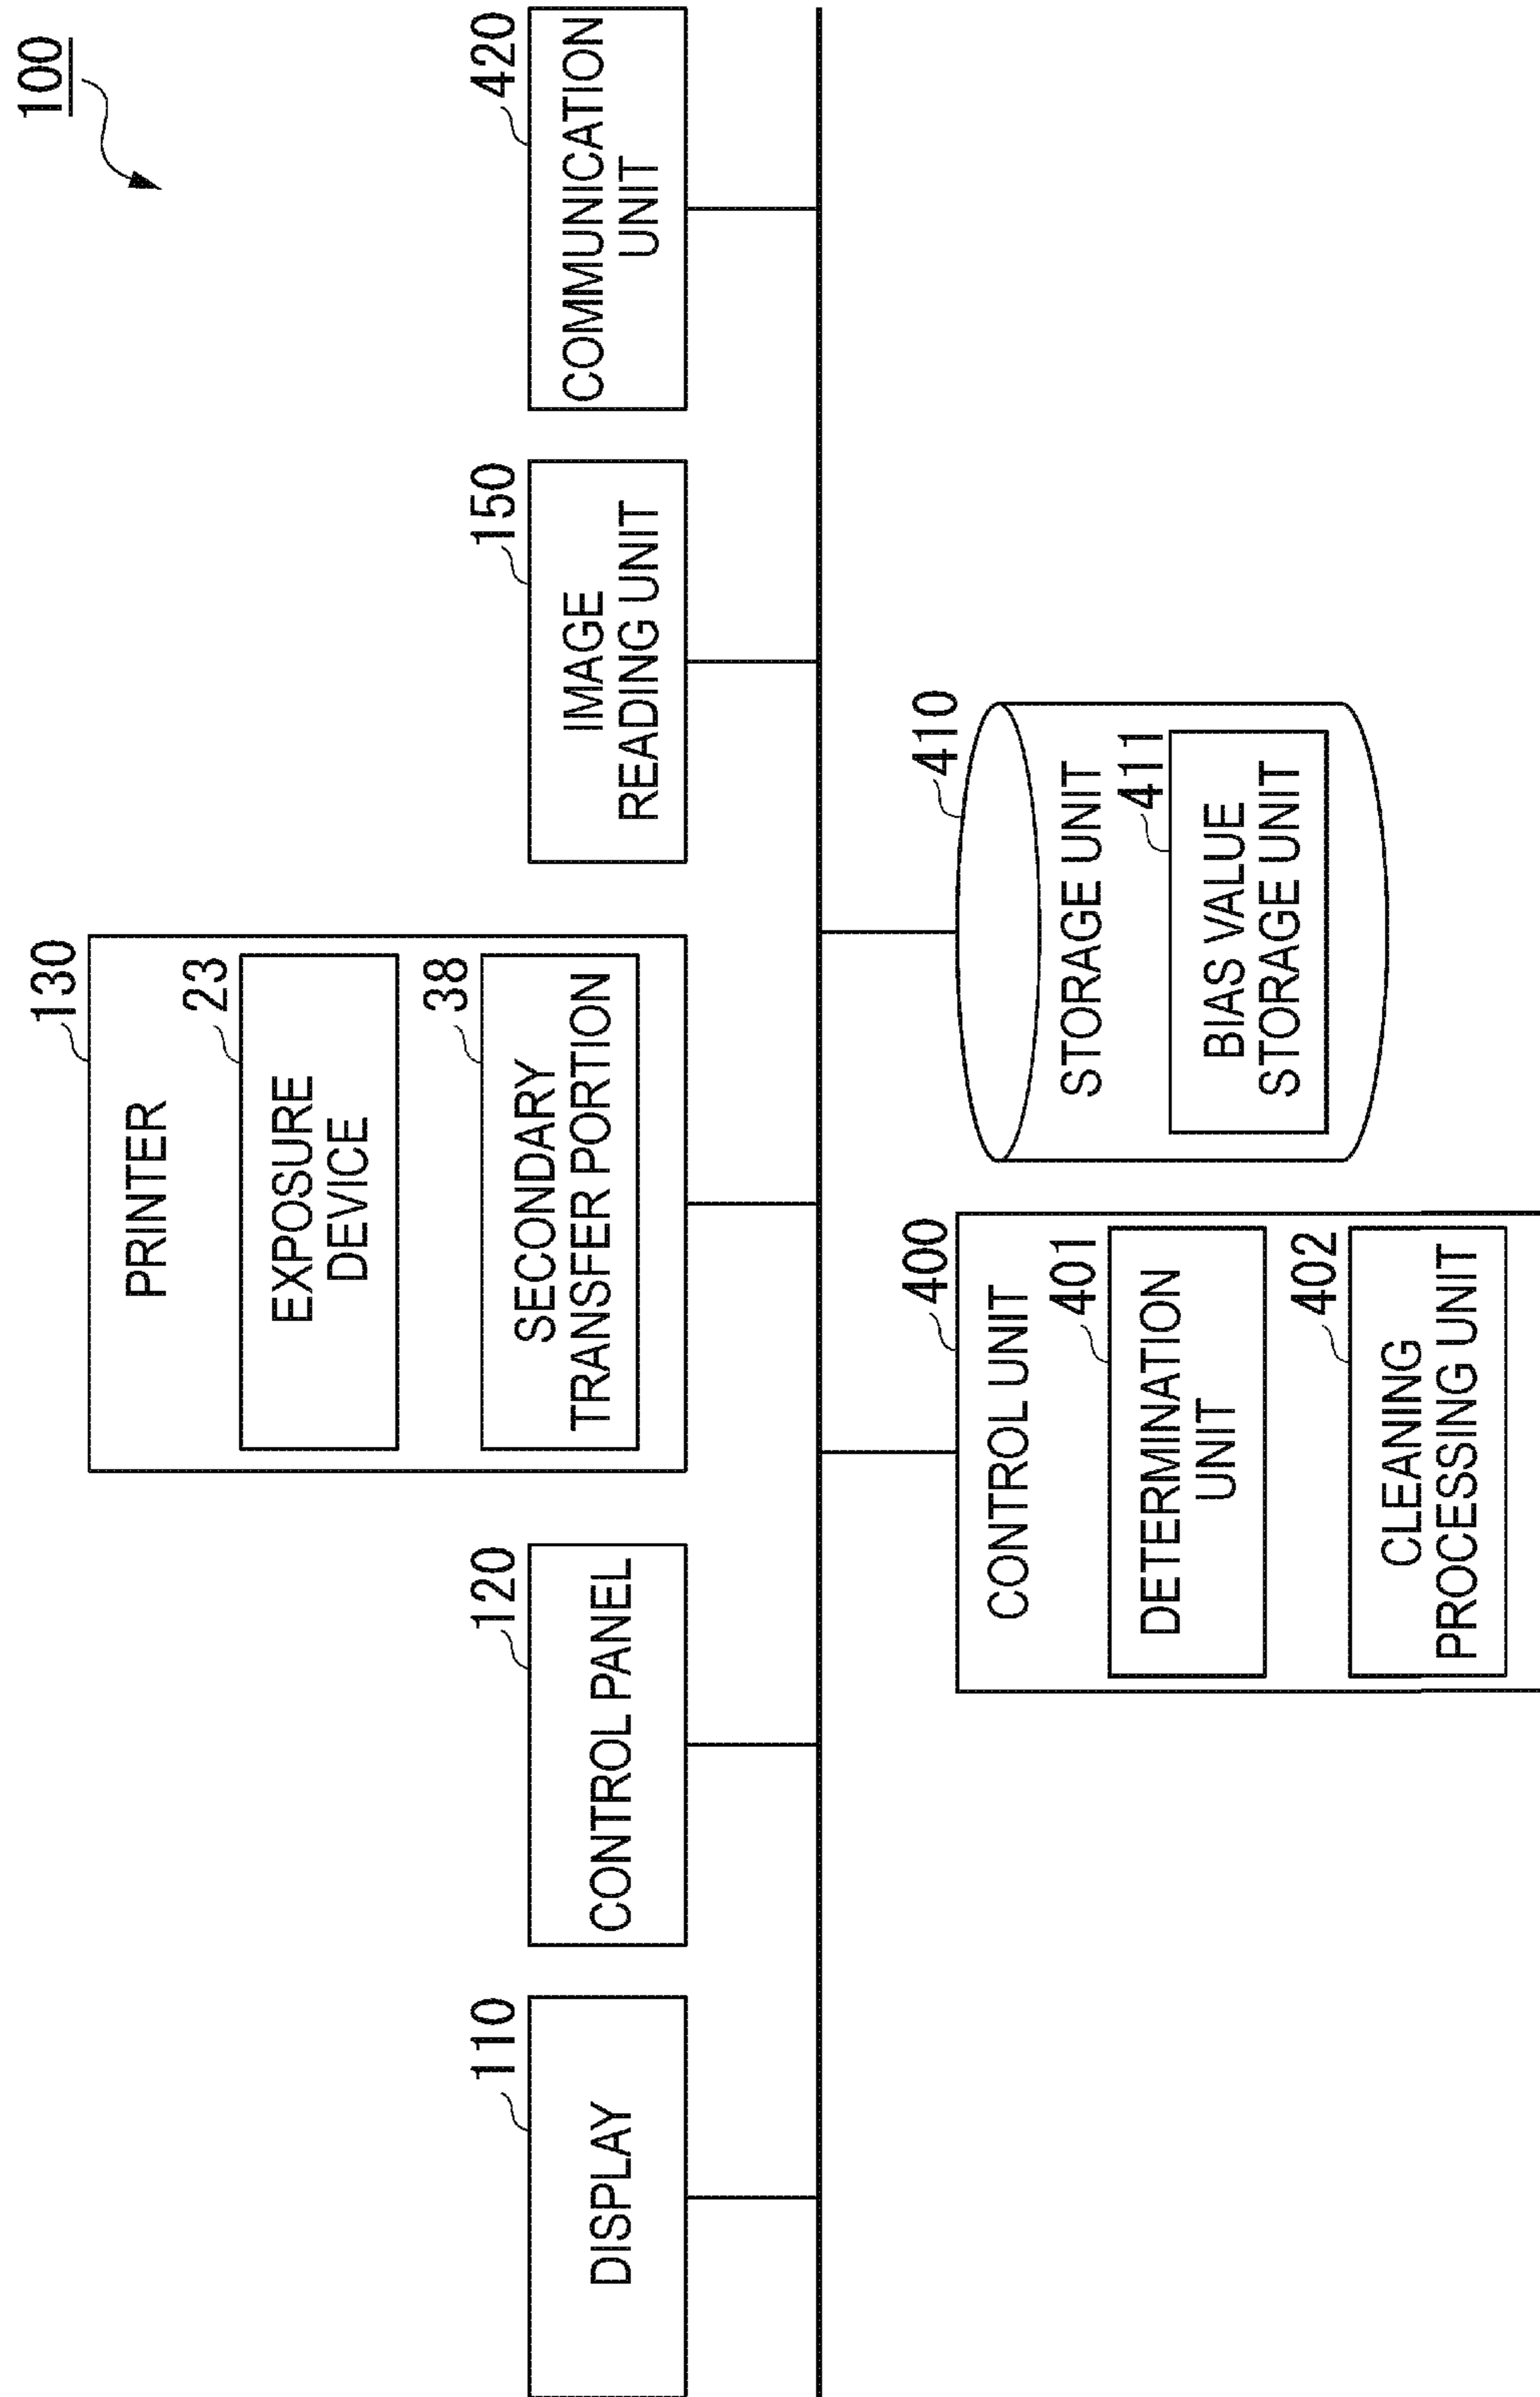 100
110
DISPLAY
120
CONTROL PANEL
130
PRINTER
23
EXPOSURE
DEVICE
38
SECONDARY
TRANSFER PORTION
150
IMAGE
READING UNIT
420
COMMUNICATION
UNIT
400
CONTROL UNIT
401
DETERMINATION
UNIT
402
CLEANING
PROCESSING UNIT
410
STORAGE UNIT
411
BIAS VALUE
STORAGE UNIT